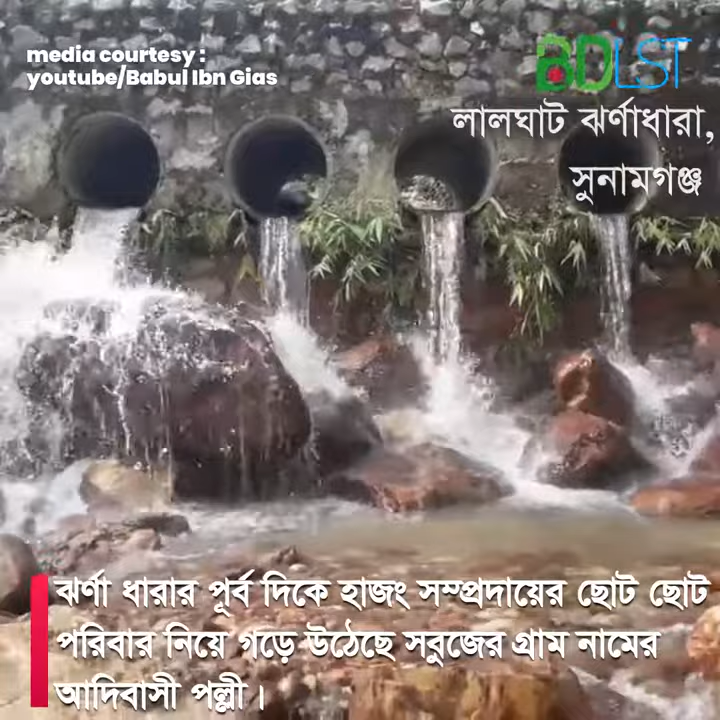 media courtesy :
youtube/Babul Ibn Gias
BDLST
লালঘাট ঝর্ণাধারা,
সুনামগঞ্জ
ঝর্ণা ধারার পূর্ব দিকে হাজং সম্প্রদায়ের ছোট ছোট
পরিবার নিয়ে গড়ে উঠেছে সবুজের গ্রাম নামের
আদিবাসী পল্লী।